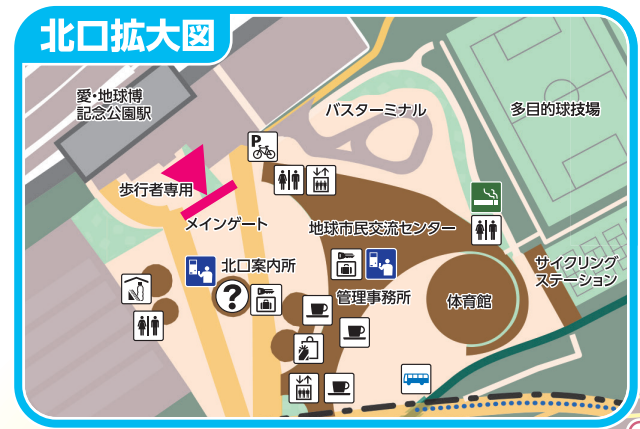 北口拡大図
愛・地球博
記念公園駅
バスターミナル
多目的球技場
P
歩行者専用
メインゲート
地球市民交流センター
北口案内所
?
管理事務所
体育館
サイクリング
ステーション